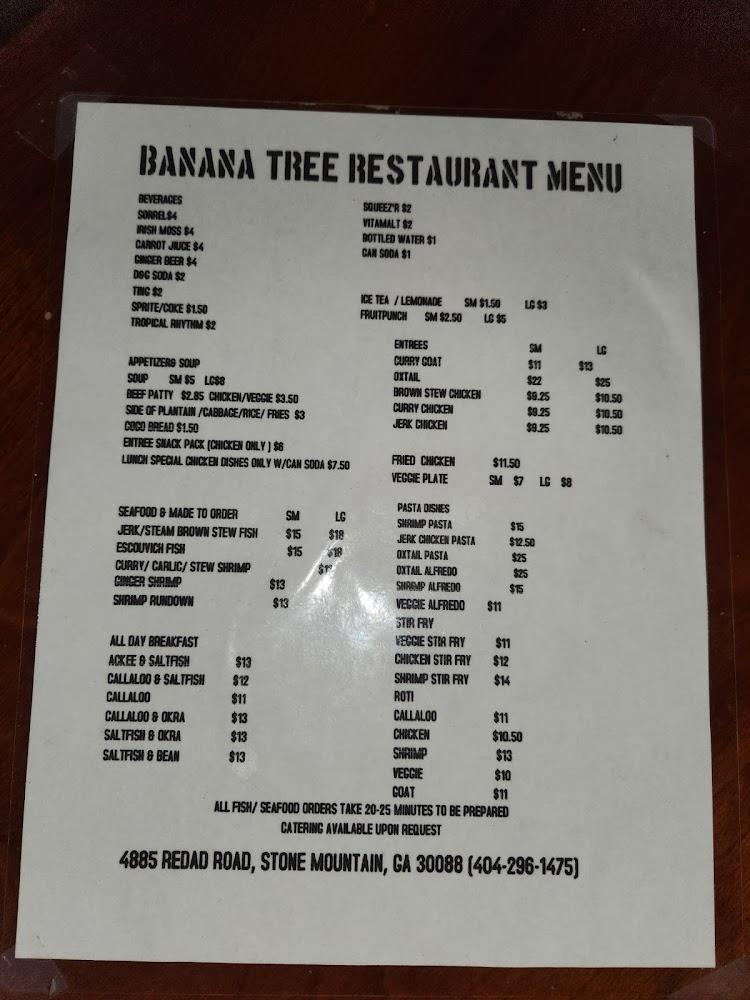 BANANA TREE RESTAURANT MENU
BEVERAGES
SORREL$4
IRISH MOSS $4
CARROT JIUCE $4
GINGER BEER $4
D&G SODA $2
TING $2
SPRITE/COKE $1.50
TROPICAL RHYTHM $2
SQUEEZ'R $2
VITAMALT $2
BOTTLED WATER $1
CAN SODA $1
ICE TEA / LEMONADE SM $1.50 LG $3
FRUITPUNCH SM $2.50 LG $5
APPETIZERS SOUP
SOUP SM $5 LG$8
BEEF PATTY $2.85 CHICKEN/VEGGIE $3.50
SIDE OF PLANTAIN /CABBAGE/RICE/ FRIES $3
COCO BREAD $1.50
ENTREE SNACK PACK (CHICKEN ONLY ) $6
LUNCH SPECIAL CHICKEN DISHES ONLY W/CAN SODA $7.50
ENTREES SM LG
CURRY GOAT $11 $13
OXTAIL $22 $25
BROWN STEW CHICKEN $9.25 $10.50
CURRY CHICKEN $9.25 $10.50
JERK CHICKEN $9.25 $10.50
FRIED CHICKEN $11.50
VEGGIE PLATE SM $7 LG $8
SEAFOOD & MADE TO ORDER SM LG
JERK/STEAM BROWN STEW FISH $15 $18
ESCOUVICH FISH $15 $18
CURRY/ GARLIC/ STEW SHRIMP
GINGER SHRIMP $13
SHRIMP RUNDOWN $13
ALL DAY BREAKFAST
ACKEE & SALTFISH $13
CALLALOO & SALTFISH $12
CALLALOO $11
CALLALOO & OKRA $13
SALTFISH & OKRA $13
SALTFISH & BEAN $13
PASTA DISHES
SHRIMP PASTA $15
JERK CHICKEN PASTA $12.50
OXTAIL PASTA $25
OXTAIL ALFREDO $25
SHRIMP ALFREDO $15
VEGGIE ALFREDO $11
STIR FRY
VEGGIE STIR FRY $11
CHICKEN STIR FRY $12
SHRIMP STIR FRY $14
ROTI
CALLALOO $11
CHICKEN $10.50
SHRIMP $13
VEGGIE $10
GOAT $11
ALL FISH/ SEAFOOD ORDERS TAKE 20-25 MINUTES TO BE PREPARED
CATERING AVAILABLE UPON REQUEST
4885 REDAD ROAD, STONE MOUNTAIN, GA 30088 (404-296-1475)